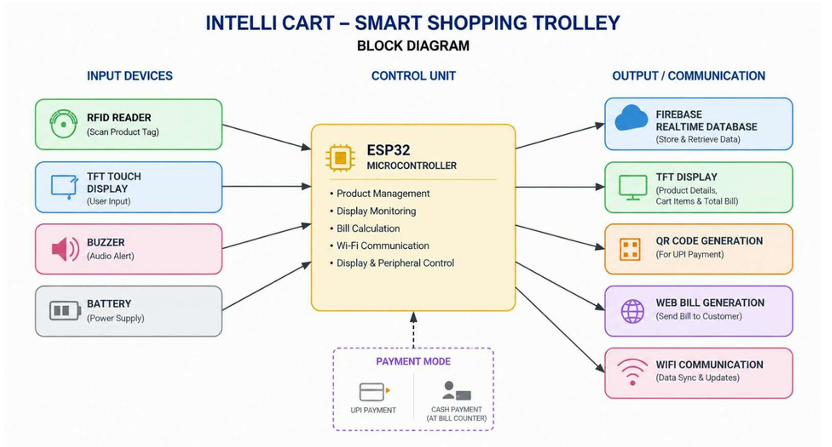 INTELLI CART – SMART SHOPPING TROLLEY
BLOCK DIAGRAM
INPUT DEVICES
RFID READER
(Scan Product Tag)
TFT TOUCH
DISPLAY
(User Input)
BUZZER
(Audio Alert)
BATTERY
(Power Supply)
CONTROL UNIT
ESP32
MICROCONTROLLER
• Product Management
• Display Monitoring
• Bill Calculation
• Wi-Fi Communication
• Display & Peripheral Control
PAYMENT MODE
UPI PAYMENT
CASH PAYMENT
(AT BILL COUNTER)
OUTPUT / COMMUNICATION
FIREBASE
REALTIME DATABASE
(Store & Retrieve Data)
TFT DISPLAY
(Product Details,
Cart Items & Total Bill)
QR CODE GENERATION
(For UPI Payment)
WEB BILL GENERATION
(Send Bill to Customer)
WIFI COMMUNICATION
(Data Sync & Updates)